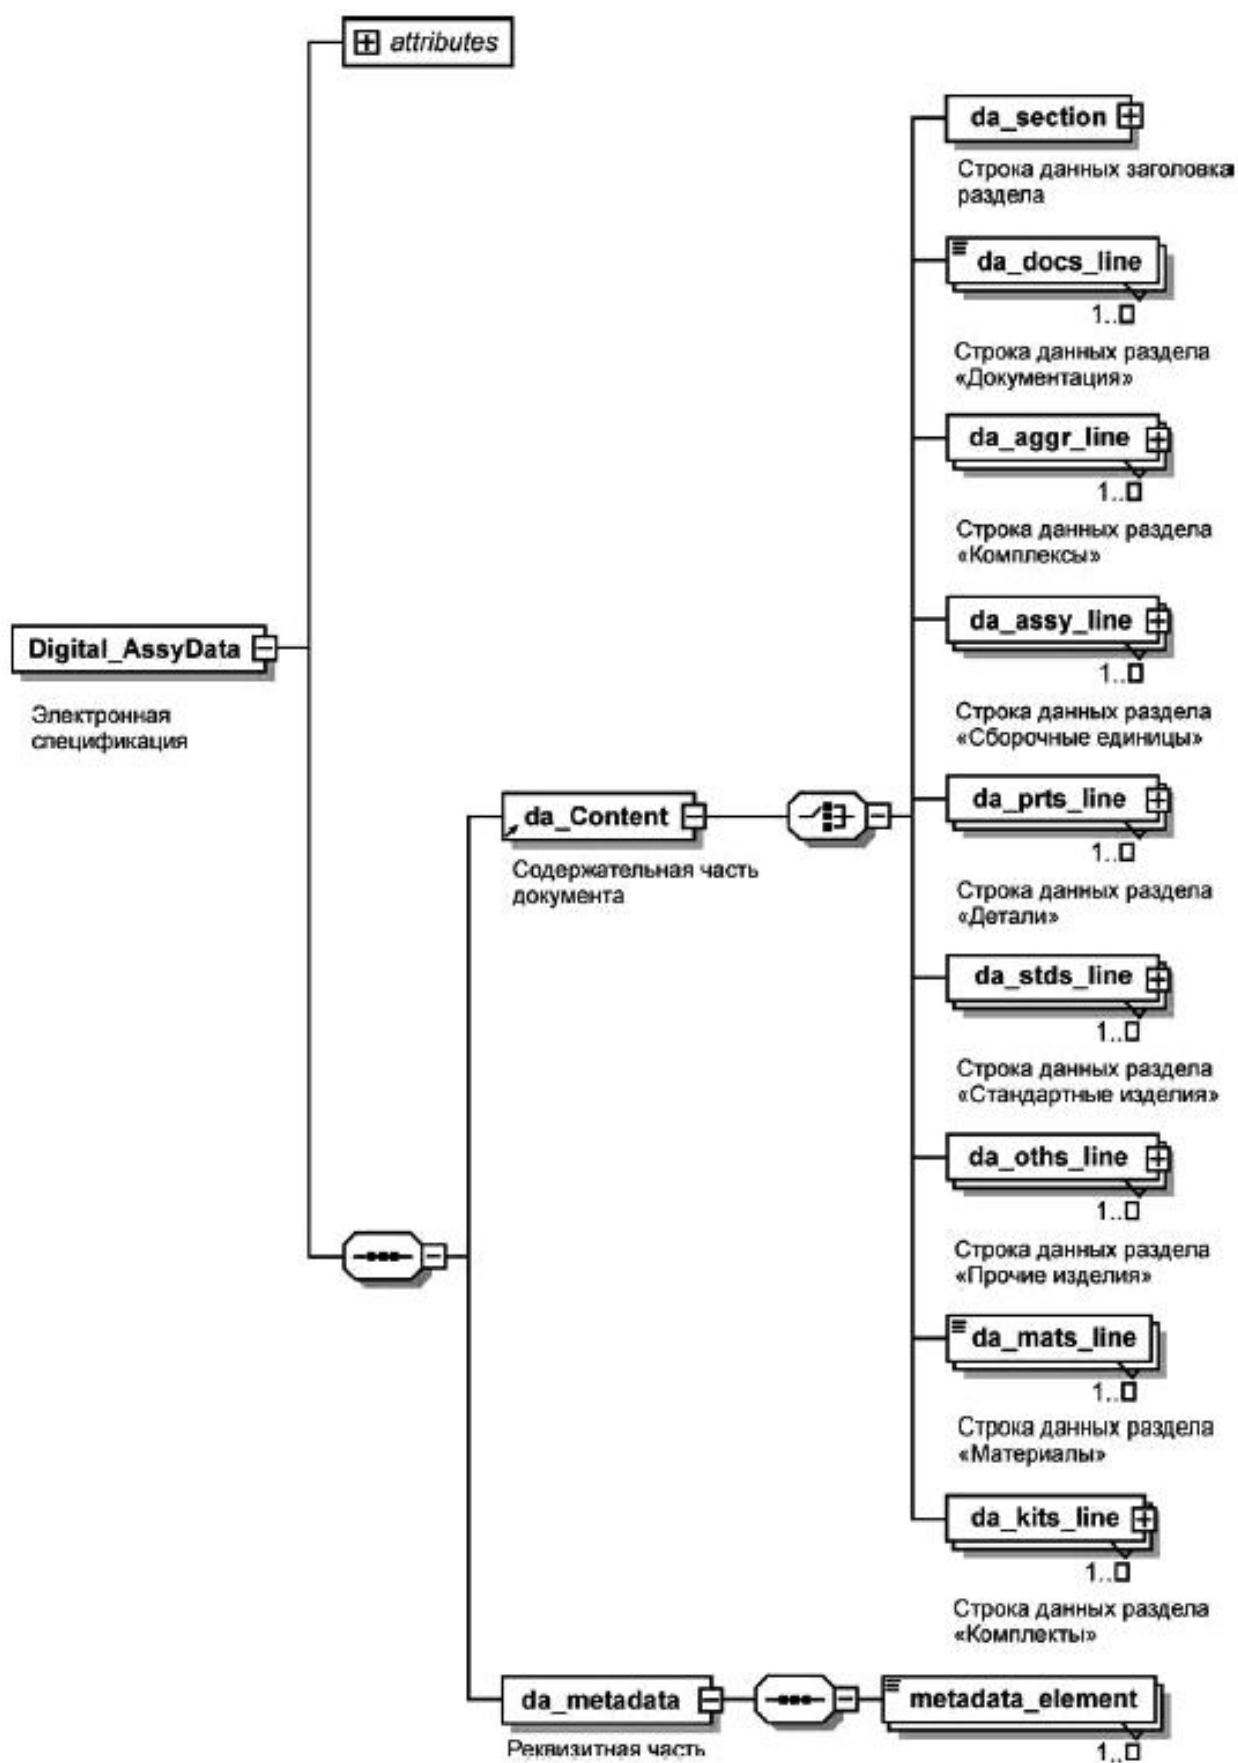 attributes
da_section
Строка данных заголовка
раздела
da_docs_line
1..□
Строка данных раздела
«Документация»
da_aggr_line
1..□
Строка данных раздела
«Комплексы»
da_assy_line
1..□
Строка данных раздела
«Сборочные единицы»
Digital_AssyData
Электронная
спецификация
da_Content
Содержательная часть
документа
da_prts_line
1..□
Строка данных раздела
«Детали»
da_stds_line
1..□
Строка данных раздела
«Стандартные изделия»
da_oths_line
1..□
Строка данных раздела
«Прочие изделия»
da_mats_line
1..□
Строка данных раздела
«Материалы»
da_kits_line
1..□
Строка данных раздела
«Комплекты»
da_metadata
Реквизитная часть
metadata_element
1..□